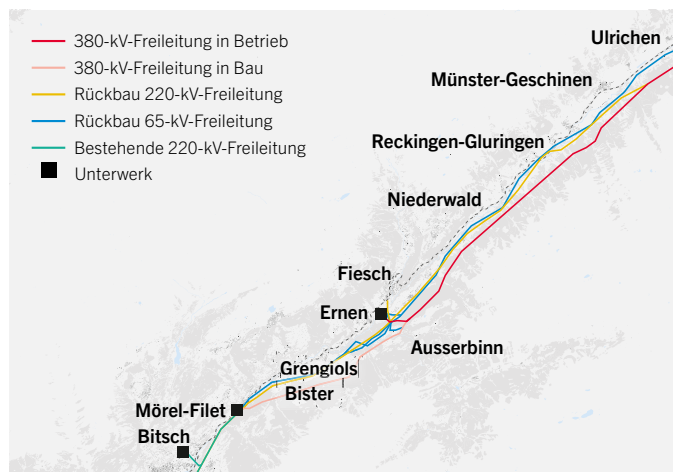 380-kV-Freileitung in Betrieb
380-kV-Freileitung in Bau
Rückbau 220-kV-Freileitung
Rückbau 65-kV-Freileitung
Bestehende 220-kV-Freileitung
Unterwerk
Ulrichen
Münster-Geschinen
Reckingen-Gluringen
Niederwald
Fiesch
Ernen
Ausserbinn
Grengiols
Bister
Mörel-Filet
Bitsch